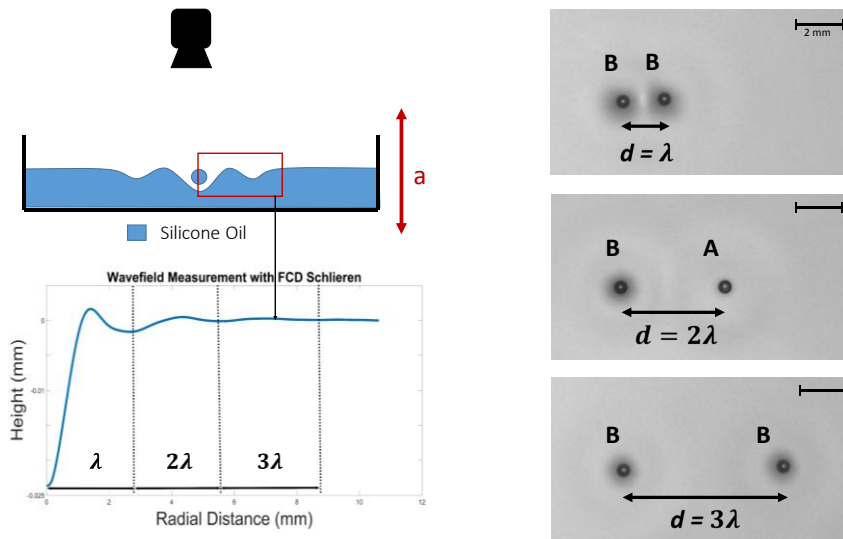 a
Silicone Oil
Wavefield Measurement with FCD Schlieren
Height (mm)
0
-0.01
-0.025
λ
2λ
3λ
0
2
4
6
8
10
12
Radial Distance (mm)
2 mm
B B
d = λ
B A
d = 2λ
B B
d = 3λ